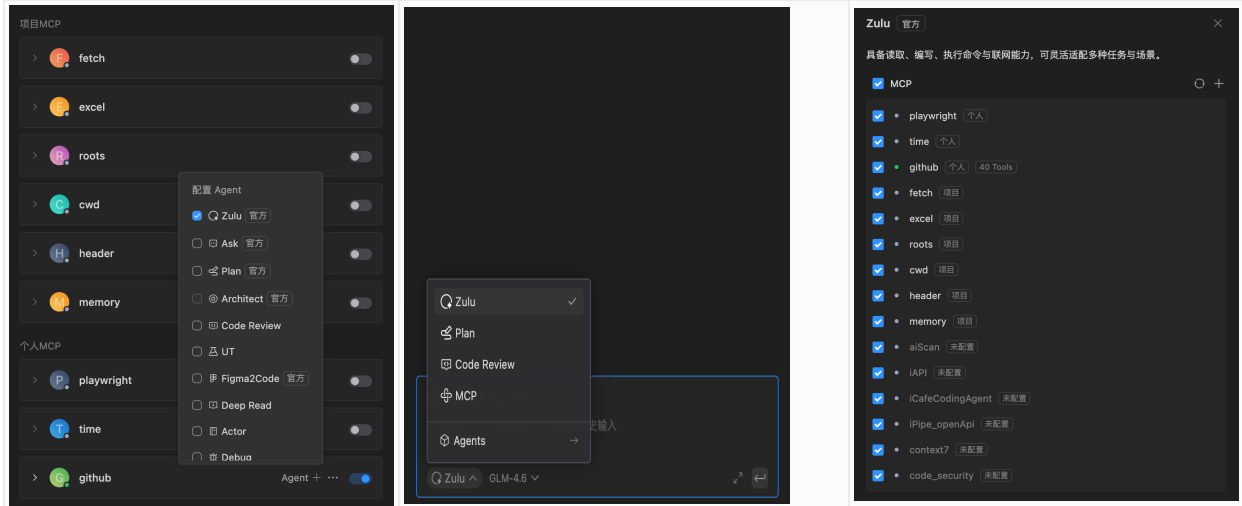 项目MCP
F fetch
E excel
R roots
C cwd
H header
M memory
个人MCP
P playwright
T time
G github Agent
配置 Agent
Zulu 官方
Ask 官方
Plan 官方
Architect 官方
Code Review
UT
Figma2Code 官方
Deep Read
Actor
Debug
Zulu
Plan
Code Review
MCP
Agents
史输入
Zulu GLM-4.6
Zulu 官方
具备读取、编写、执行命令与联网能力，可灵活适配多种任务与场景。
MCP
playwright 个人
time 个人
github 个人 40 Tools
fetch 项目
excel 项目
roots 项目
cwd 项目
header 项目
memory 项目
aiScan 未配置
iAPI 未配置
iCafeCodingAgent 未配置
iPipe_openApi 未配置
context7 未配置
code_security 未配置